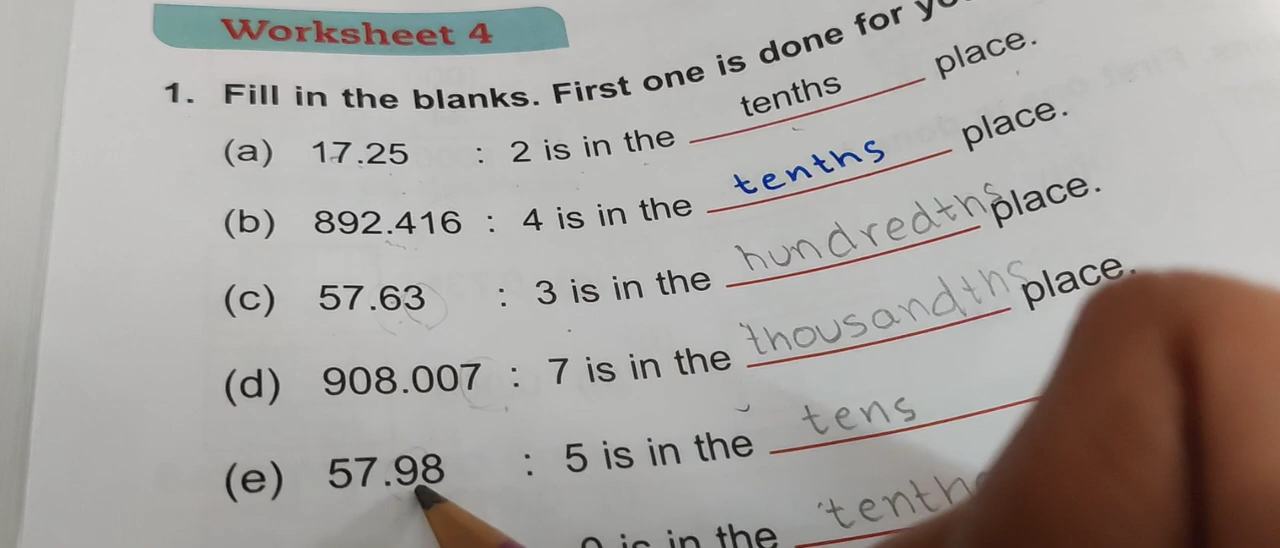 Worksheet 4
1. Fill in the blanks. First one is done for
(a) 17.25 : 2 is in the tenths place.
(b) 892.416 : 4 is in the tenths place.
(c) 57.63 : 3 is in the hundredths place.
(d) 908.007 : 7 is in the thousandths place.
(e) 57.98 : 5 is in the tens
is in the